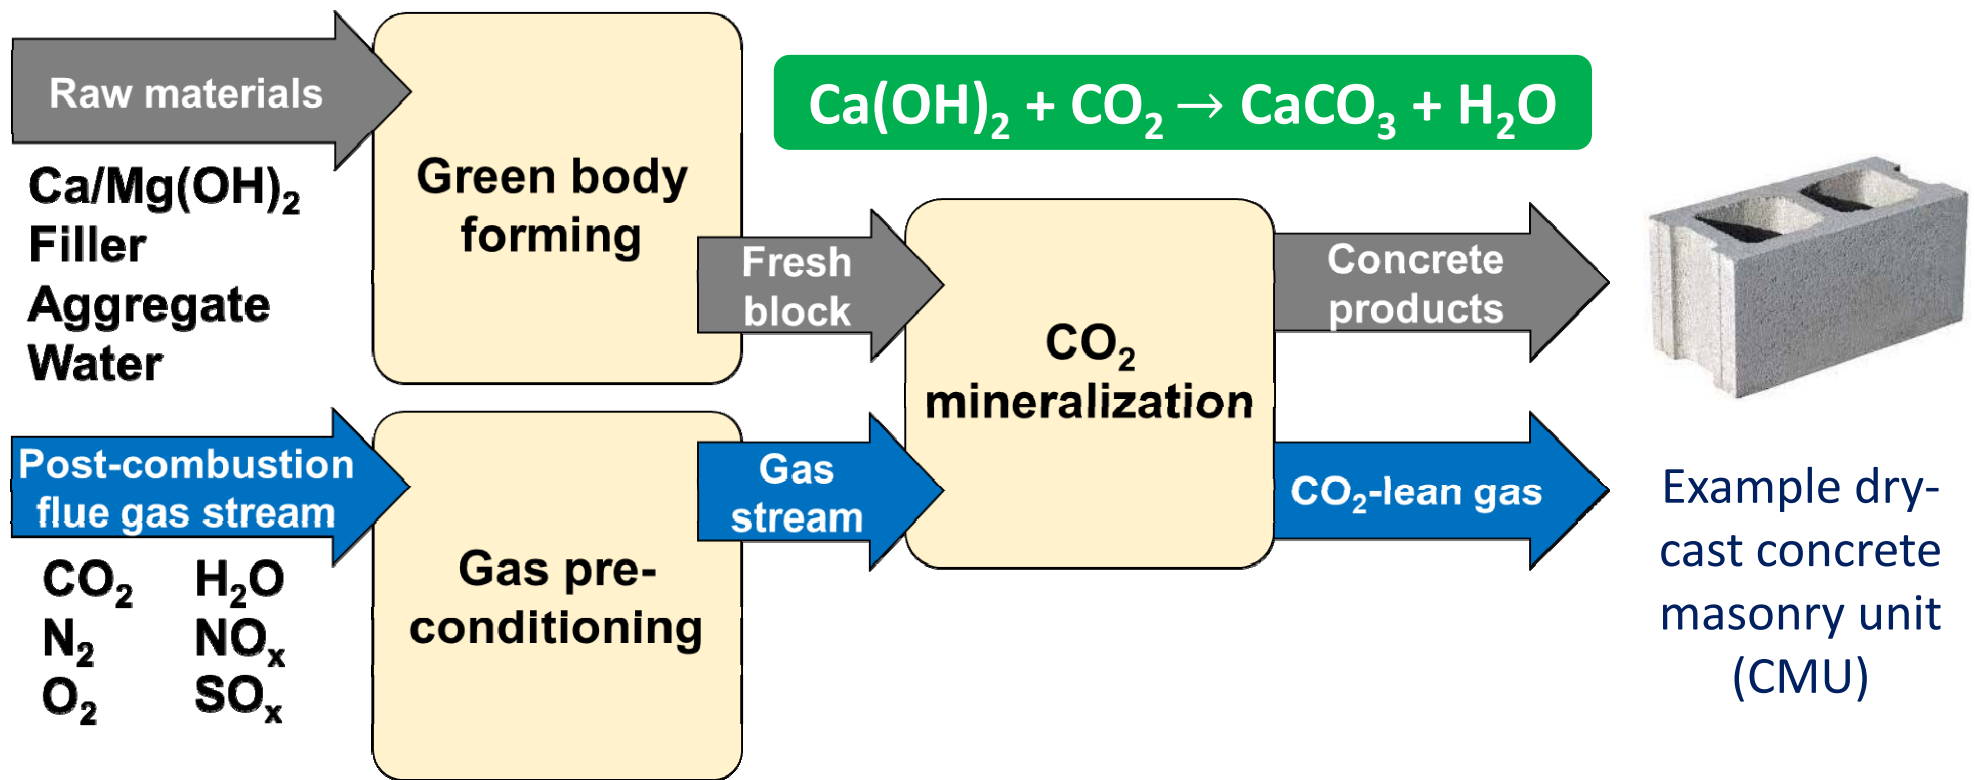 Raw materials
Ca/Mg(OH)₂
Filler
Aggregate
Water
Green body
forming
Ca(OH)₂ + CO₂ → CaCO₃ + H₂O
Fresh
block
CO₂
mineralization
Concrete
products
Post-combustion
flue gas stream
CO₂ H₂O
N₂ NOₓ
O₂ SOₓ
Gas pre-
conditioning
Gas
stream
CO₂-lean gas
Example dry-
cast concrete
masonry unit
(CMU)